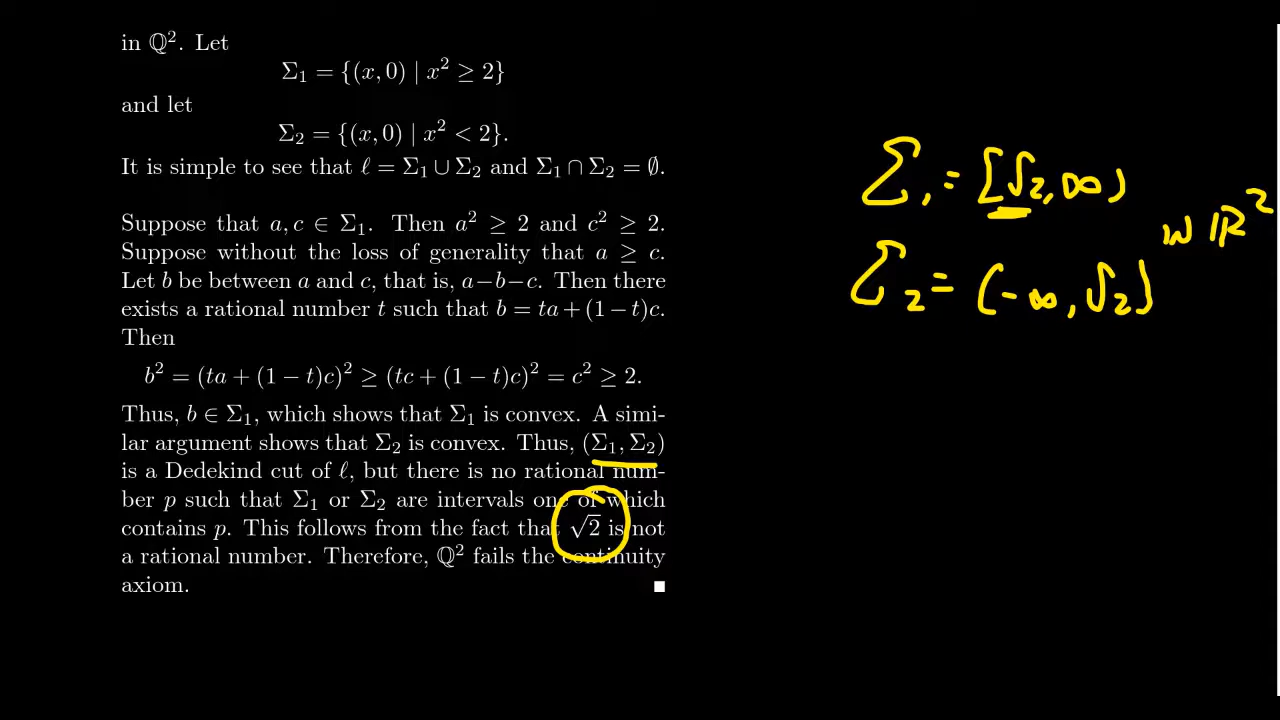 in ℚ². Let
Σ₁ = {(x, 0) | x² ≥ 2}
and let
Σ₂ = {(x, 0) | x² < 2}.
It is simple to see that ℓ = Σ₁ ∪ Σ₂ and Σ₁ ∩ Σ₂ = ∅.
Suppose that a, c ∈ Σ₁. Then a² ≥ 2 and c² ≥ 2.
Suppose without the loss of generality that a ≥ c.
Let b be between a and c, that is, a−b−c. Then there
exists a rational number t such that b = ta + (1 − t)c.
Then
b² = (ta + (1 − t)c)² ≥ (tc + (1 − t)c)² = c² ≥ 2.
Thus, b ∈ Σ₁, which shows that Σ₁ is convex. A simi-
lar argument shows that Σ₂ is convex. Thus, (Σ₁, Σ₂)
is a Dedekind cut of ℓ, but there is no rational num-
ber p such that Σ₁ or Σ₂ are intervals one of which
contains p. This follows from the fact that √2 is not
a rational number. Therefore, ℚ² fails the continuity
axiom.
Σ₁ = [√2, ∞)
Σ₂ = (-∞, √2)
in ℝ²